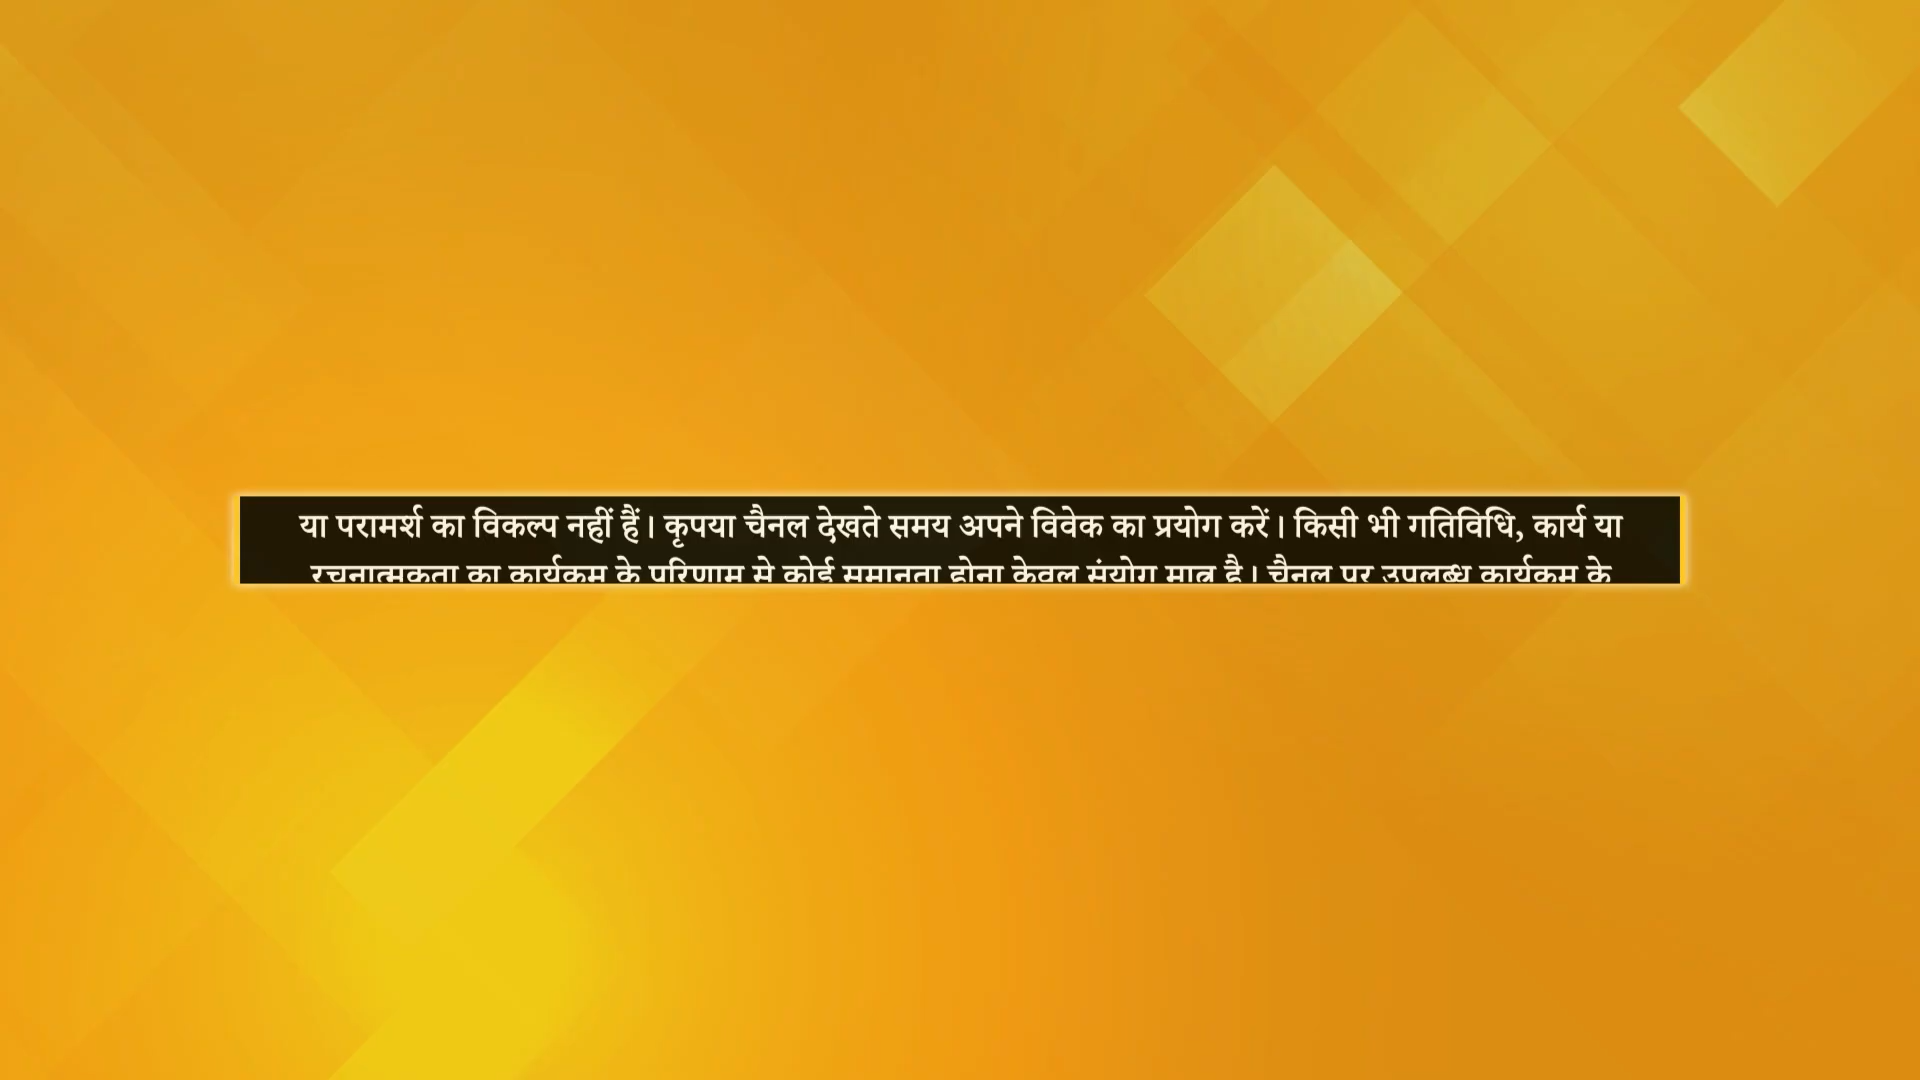 या परामर्श का विकल्प नहीं हैं। कृपया चैनल देखते समय अपने विवेक का प्रयोग करें। किसी भी गतिविधि, कार्य या
रचनात्मकता का कार्यक्रम के परिणाम से कोई समानता होना केवल संयोग मात्र है। चैनल पर उपलब्ध कार्यक्रम के